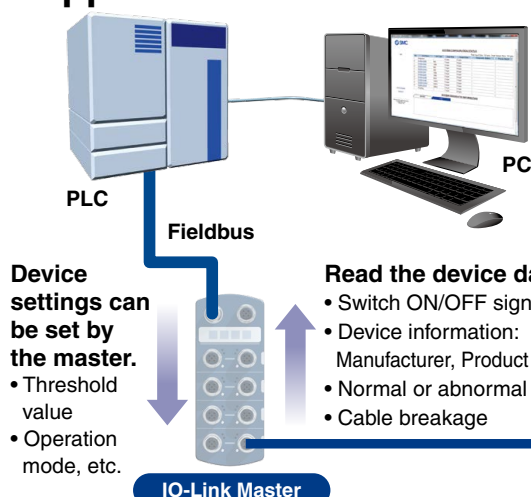 PLC
PC
Fieldbus
Device
settings can
be set by
the master.
• Threshold
value
• Operation
mode, etc.
Read the device da
• Switch ON/OFF sign
• Device information:
Manufacturer, Product
• Normal or abnormal
• Cable breakage
IO-Link Master